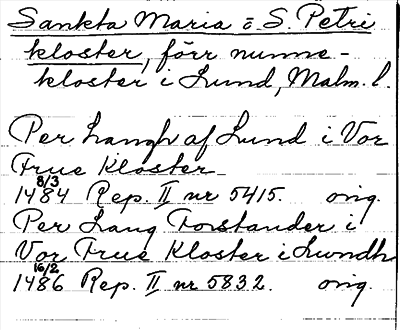 Sankta Maria o. S. Petri
kloster, förr nunne-
kloster i Lund, Malm. l.
Per Langh af Lund i Vor
Frue Kloster
8/3
1484 Rep. II nr 5415. orig.
Per Lang Forstander i
Vor Frue Kloster i Lwndh
16/2
1486 Rep. II nr 5832. orig.